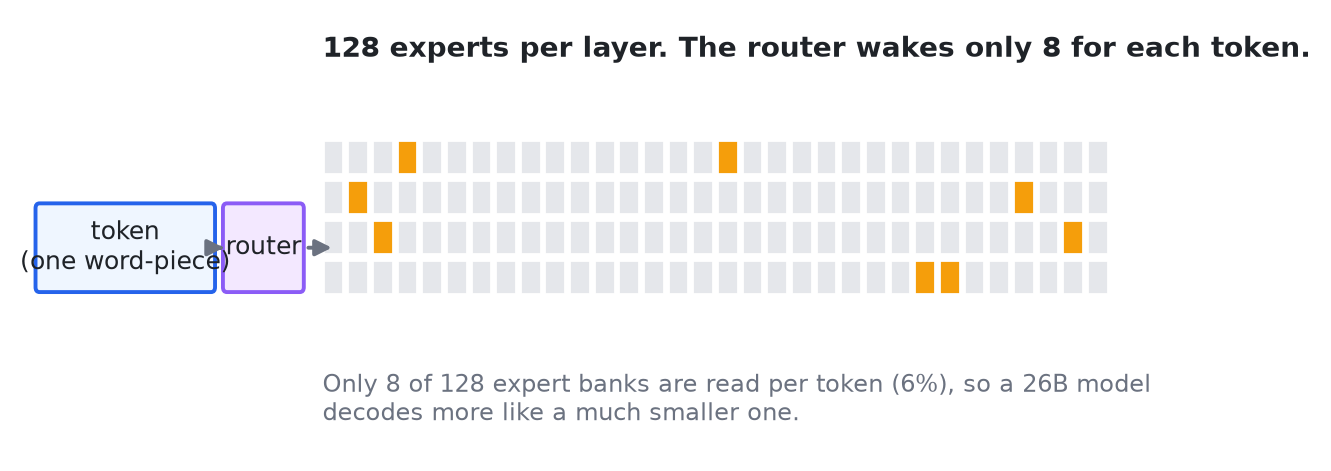 128 experts per layer. The router wakes only 8 for each token.
token
(one word-piece)
router
Only 8 of 128 expert banks are read per token (6%), so a 26B model
decodes more like a much smaller one.